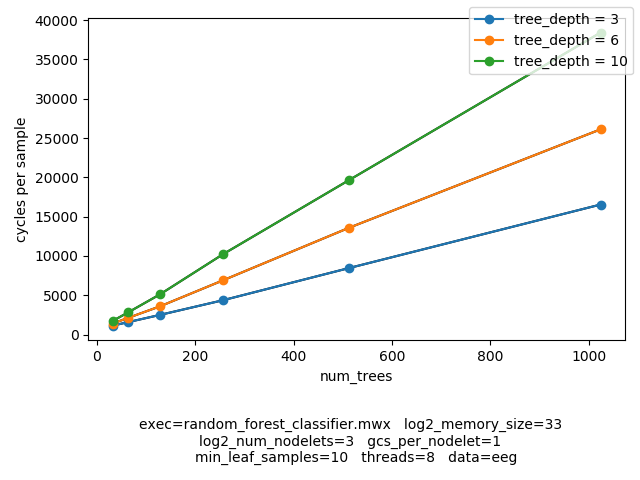 tree_depth = 3
tree_depth = 6
tree_depth = 10
40000
35000
30000
25000
20000
15000
10000
5000
0
cycles per sample
0 200 400 600 800 1000
num_trees
exec=random_forest_classifier.mwx log2_memory_size=33
log2_num_nodelets=3 gcs_per_nodelet=1
min_leaf_samples=10 threads=8 data=eeg